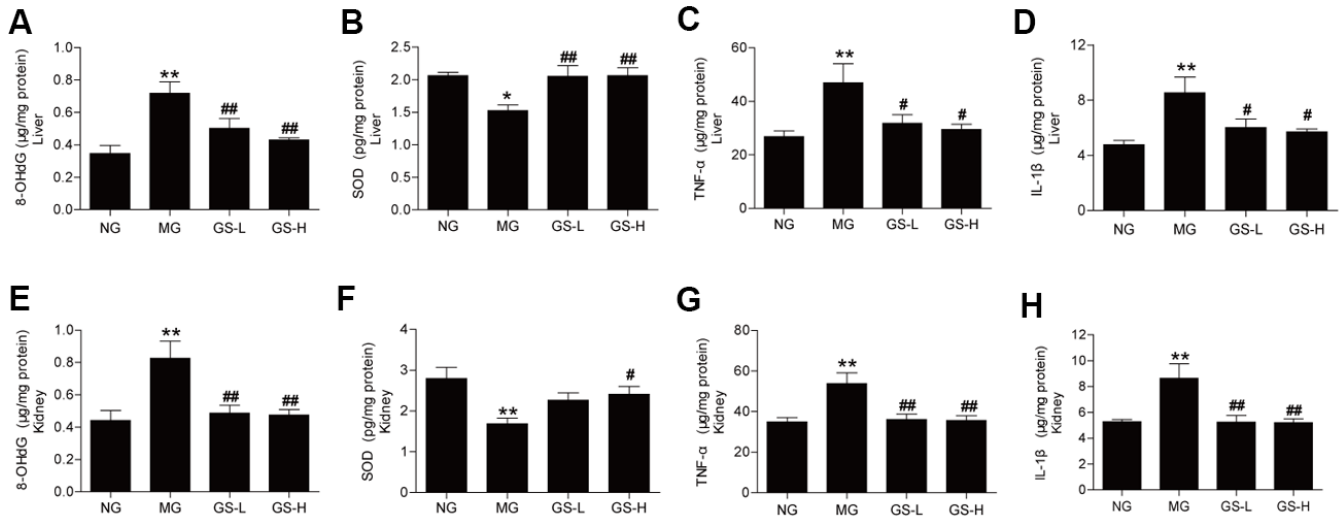 A
8-OHdG (μg/mg protein)
Liver
1.0
0.8
0.6
0.4
0.2
0.0
**
##
##
NG MG GS-L GS-H
B
SOD (pg/mg protein)
Liver
2.5
2.0
1.5
1.0
0.5
0.0
*
##
##
NG MG GS-L GS-H
C
TNF-α (μg/mg protein)
Liver
60
40
20
0
**
#
#
NG MG GS-L GS-H
D
IL-1β (μg/mg protein)
Liver
12
8
4
0
**
#
#
NG MG GS-L GS-H
E
8-OHdG (μg/mg protein)
Kidney
1.0
0.8
0.6
0.4
0.2
0.0
**
##
##
NG MG GS-L GS-H
F
SOD (pg/mg protein)
Kidney
4
3
2
1
0
**
#
NG MG GS-L GS-H
G
TNF-α (μg/mg protein)
Kidney
80
60
40
20
0
**
##
##
NG MG GS-L GS-H
H
IL-1β (μg/mg protein)
Kidney
12
10
8
6
4
2
0
**
##
##
NG MG GS-L GS-H